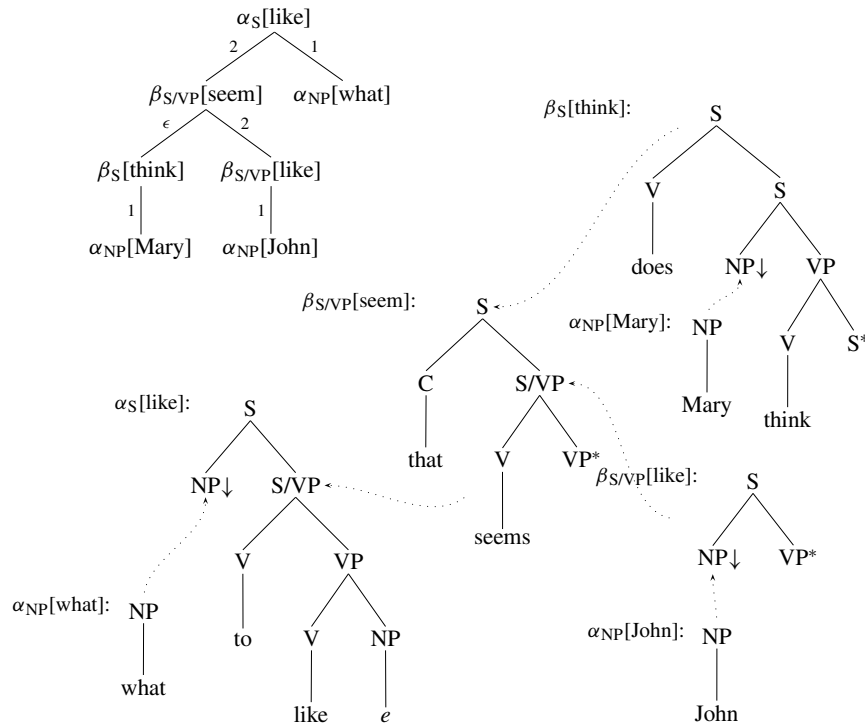 α_S[like]
2 1
β_S/VP[seem] α_NP[what]
ϵ 2
β_S[think] β_S/VP[like]
1 1
α_NP[Mary] α_NP[John]
β_S[think]: S
V S
does NP↓ VP
α_NP[Mary]: NP V S*
Mary think
β_S/VP[seem]: S
C S/VP
that V VP*
seems
α_S[like]: S
NP↓ S/VP
V VP
to V NP
like e
α_NP[what]: NP
what
β_S/VP[like]: S
NP↓ VP*
α_NP[John]: NP
John